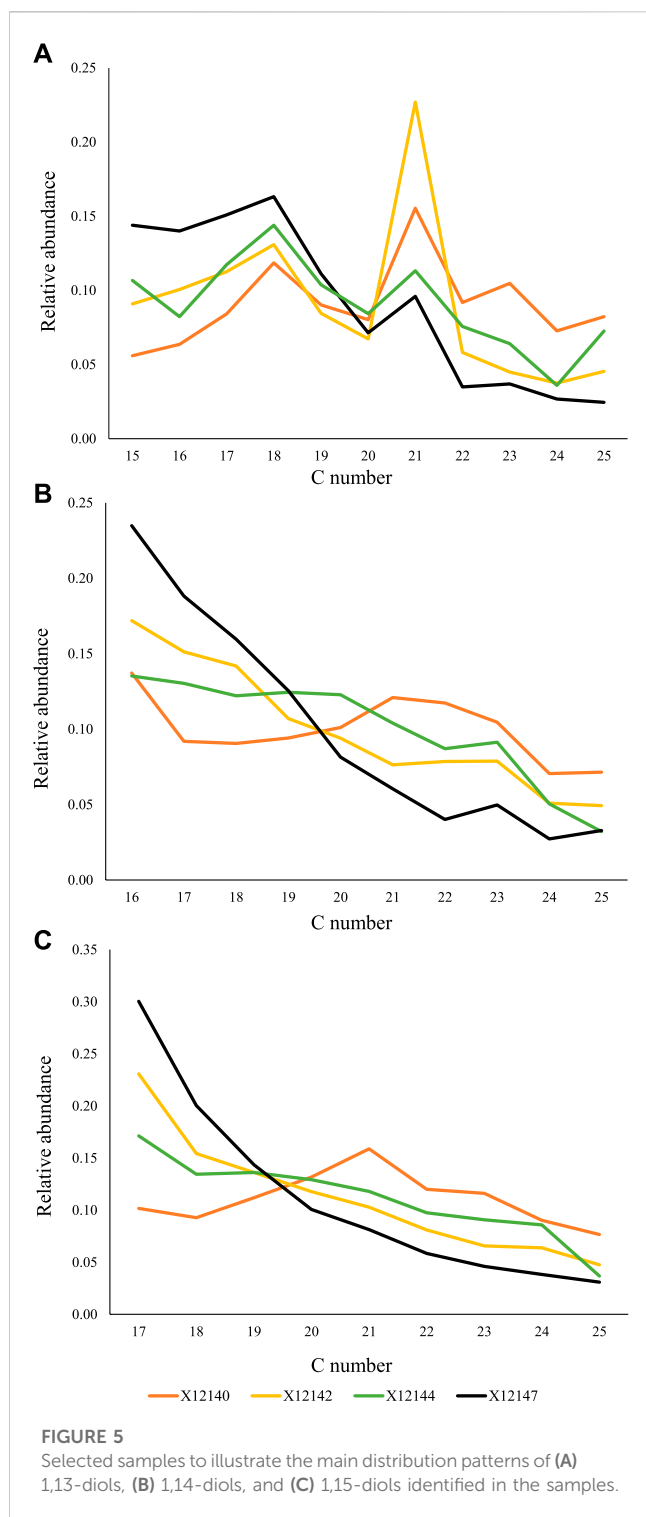 A
0.25
0.20
0.15
0.10
0.05
0.00
Relative abundance
15 16 17 18 19 20 21 22 23 24 25
C number
B
0.25
0.20
0.15
0.10
0.05
0.00
Relative abundance
16 17 18 19 20 21 22 23 24 25
C number
C
0.35
0.30
0.25
0.20
0.15
0.10
0.05
0.00
Relative abundance
17 18 19 20 21 22 23 24 25
C number
X12140 X12142 X12144 X12147
FIGURE 5
Selected samples to illustrate the main distribution patterns of (A)
1,13-diols, (B) 1,14-diols, and (C) 1,15-diols identified in the samples.